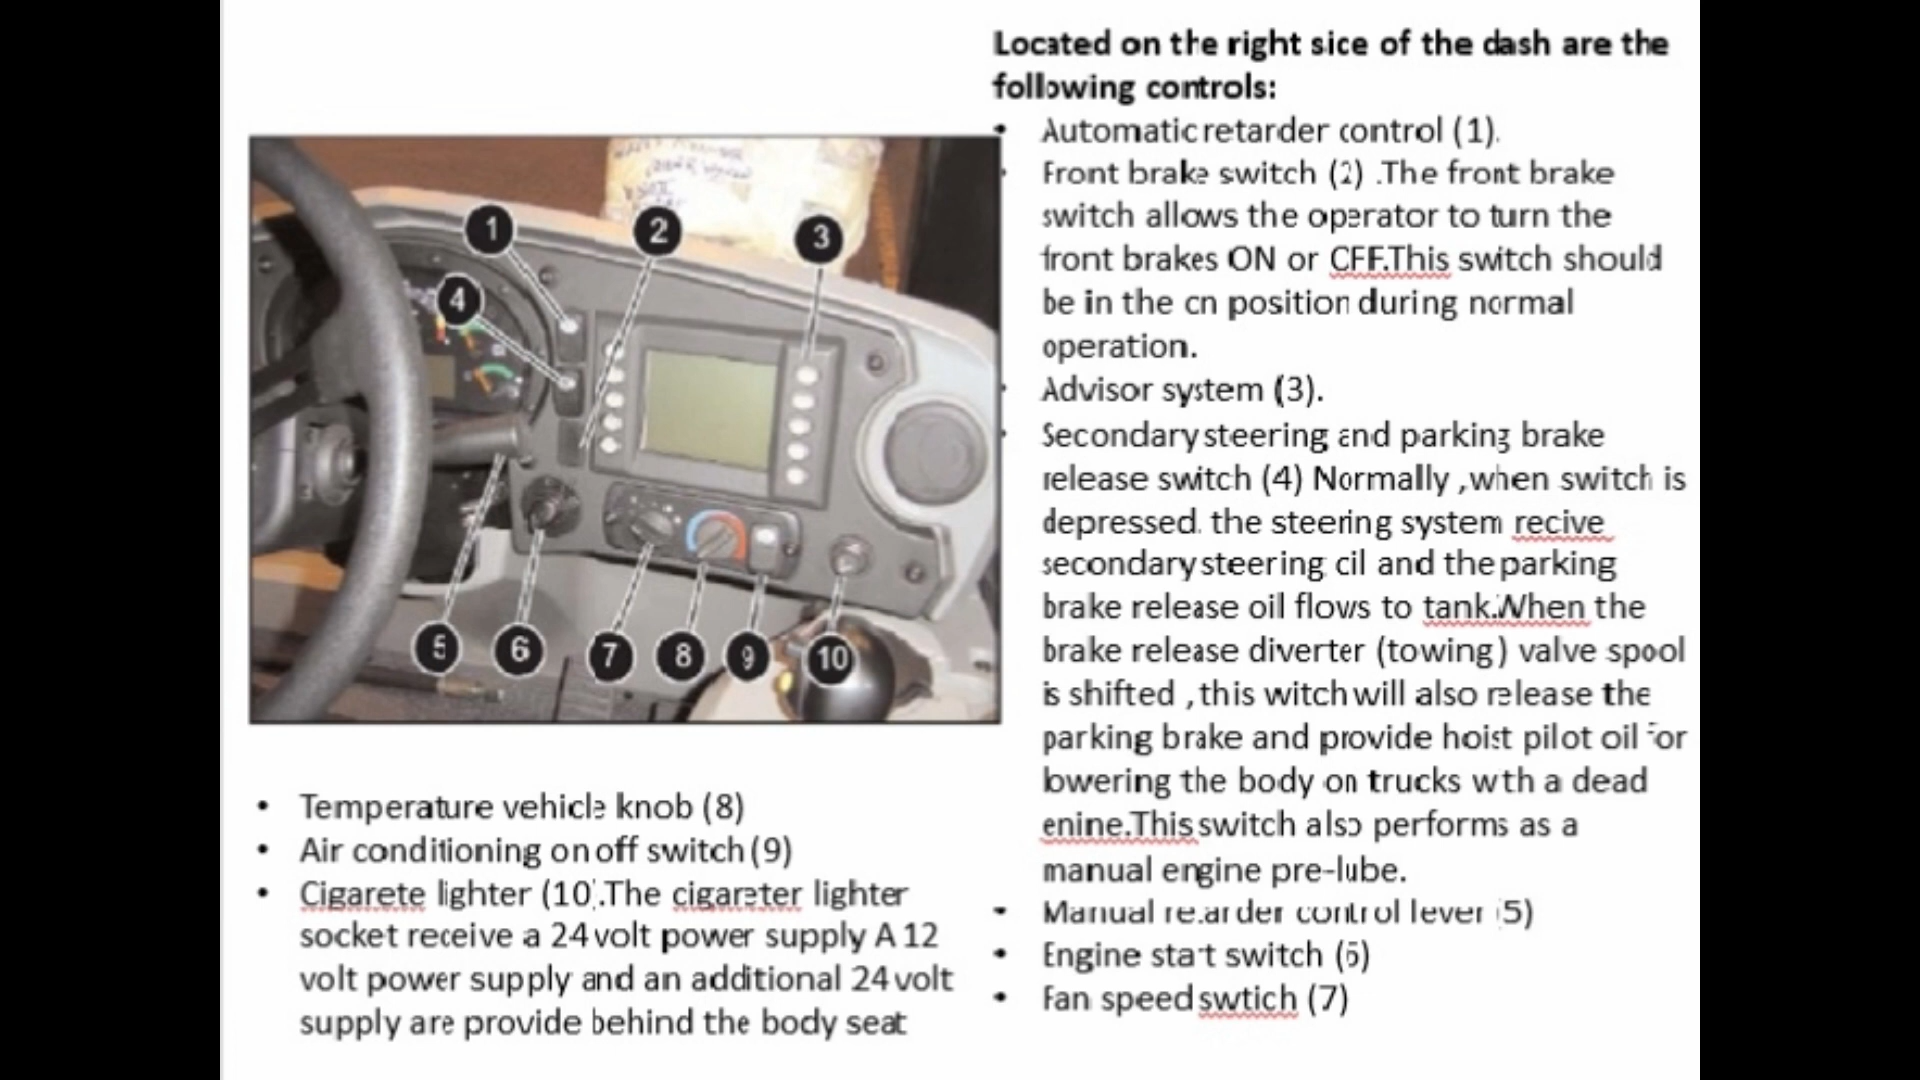 Located on the right sice of the dash are the
following controls:
• Automatic retarder control (1).
• Front brake switch (2) .The front brake
switch allows the operator to turn the
front brakes ON or CFF.This switch should
be in the cn position during normal
operation.
• Advisor system (3).
• Secondary steering and parking brake
release switch (4) Normally ,when switch is
depressed. the steering system recive
secondary steering cil and the parking
brake release oil flows to tank.When the
brake release diverter (towing) valve spool
is shifted , this witch will also release the
parking brake and provide hoist pilot oil for
lowering the body on trucks wth a dead
enine.This switch also performs as a
manual engine pre-lube.
• Manual retarder control lever (5)
• Engine start switch (6)
• Fan speed swtich (7)
1
2
3
4
5
6
7
8
9
10
• Temperature vehicle knob (8)
• Air conditioning on off switch (9)
• Cigarete lighter (10).The cigareter lighter
socket receive a 24 volt power supply A 12
volt power supply and an additional 24 volt
supply are provide behind the body seat